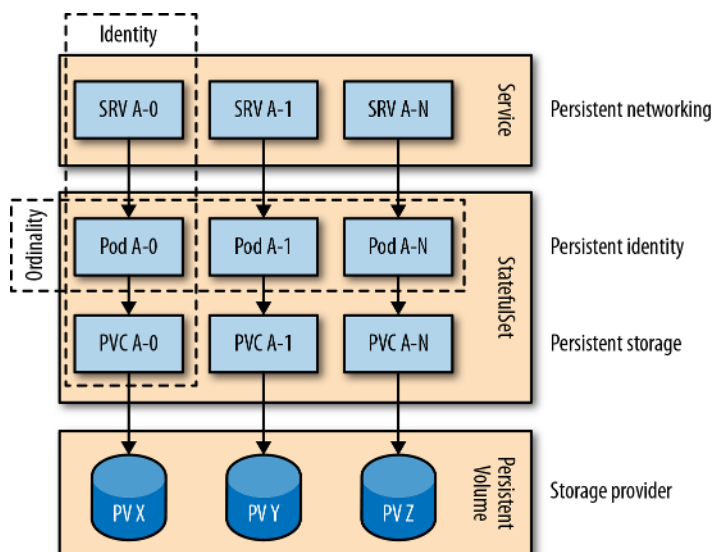 Identity
SRV A-0
SRV A-1
SRV A-N
Service
Persistent networking
Ordinality
Pod A-0
Pod A-1
Pod A-N
StatefulSet
Persistent identity
PVC A-0
PVC A-1
PVC A-N
Persistent storage
PV X
PV Y
PV Z
Persistent
Volume
Storage provider